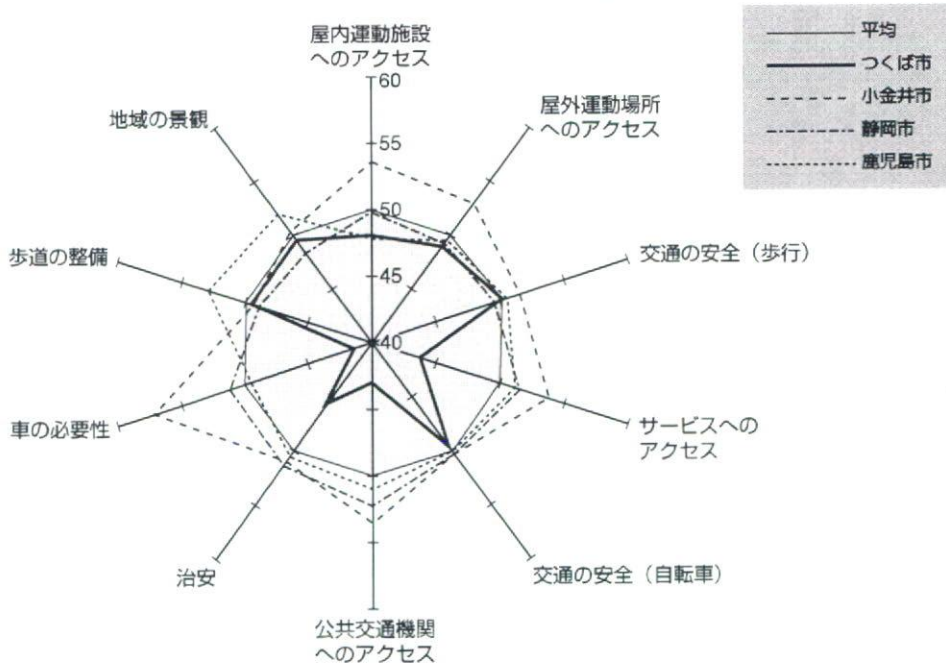 屋内運動施設
へのアクセス
60
55
50
45
40
屋外運動場所
へのアクセス
交通の安全（歩行）
サービスへの
アクセス
交通の安全（自転車）
公共交通機関
へのアクセス
治安
車の必要性
歩道の整備
地域の景観
平均
つくば市
小金井市
静岡市
鹿児島市